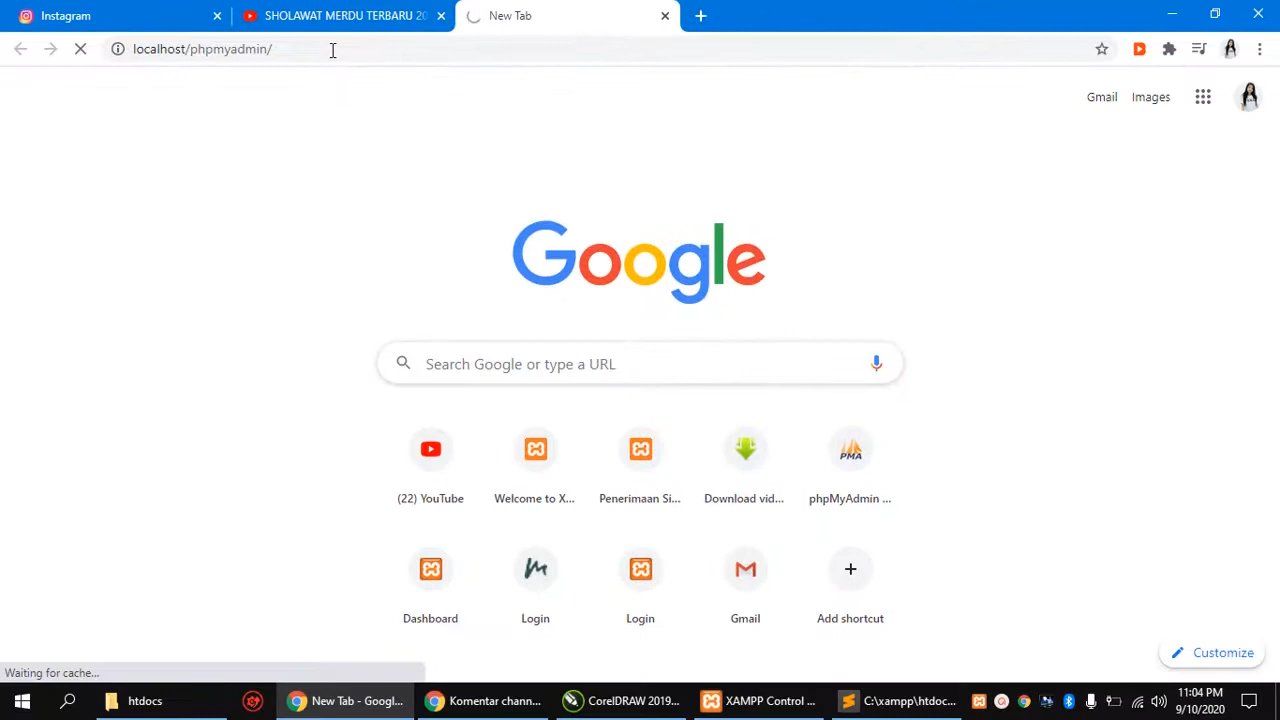 Instagram
SHOLAWAT MERDU TERBARU 20
New Tab
localhost/phpmyadmin/
Gmail
Images
Google
Search Google or type a URL
(22) YouTube
Welcome to X...
Penerimaan Si...
Download vid...
phpMyAdmin ...
PMA
Dashboard
Login
Login
Gmail
Add shortcut
Customize
Waiting for cache...
htdocs
New Tab - Googl...
Komentar chann...
CorelDRAW 2019...
XAMPP Control ...
C:\xampp\htdoc...
11:04 PM
9/10/2020